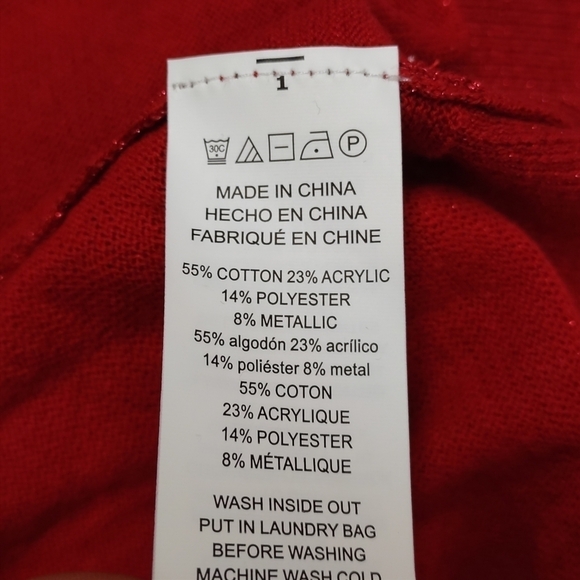 1
30C
P
MADE IN CHINA
HECHO EN CHINA
FABRIQUÉ EN CHINE
55% COTTON 23% ACRYLIC
14% POLYESTER
8% METALLIC
55% algodón 23% acrílico
14% poliéster 8% metal
55% COTON
23% ACRYLIQUE
14% POLYESTER
8% MÉTALLIQUE
WASH INSIDE OUT
PUT IN LAUNDRY BAG
BEFORE WASHING
MACHINE WASH COLD